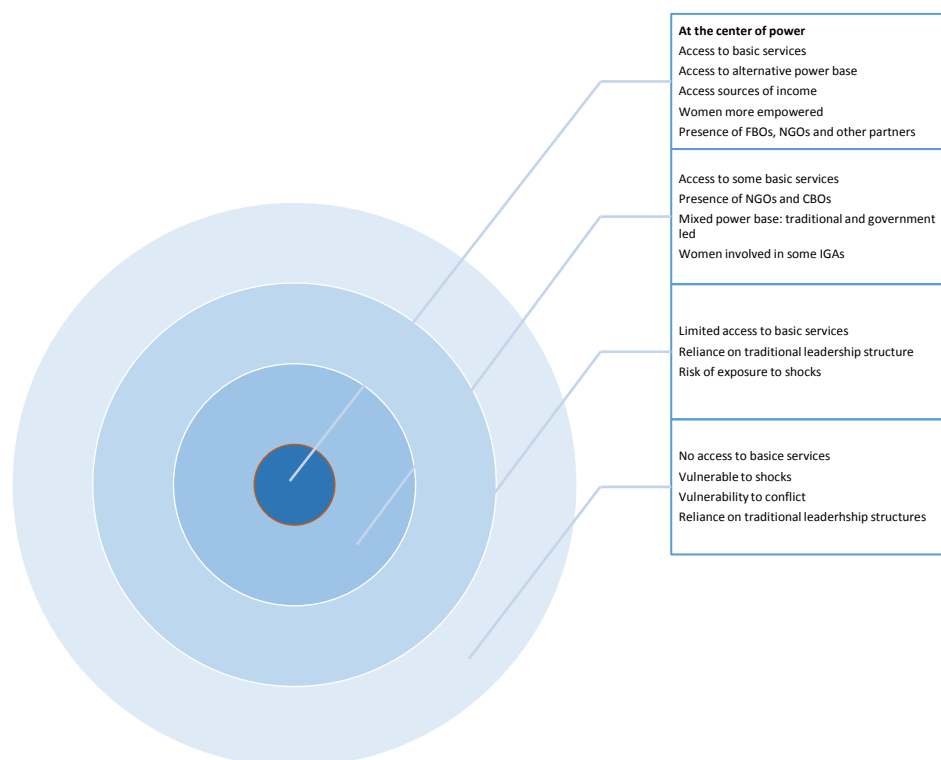 At the center of power
Access to basic services
Access to alternative power base
Access sources of income
Women more empowered
Presence of FBOs, NGOs and other partners
Access to some basic services
Presence of NGOs and CBOs
Mixed power base: traditional and government
led
Women involved in some IGAs
Limited access to basic services
Reliance on traditional leadership structure
Risk of exposure to shocks
No access to basice services
Vulnerable to shocks
Vulnerability to conflict
Reliance on traditional leaderhship structures